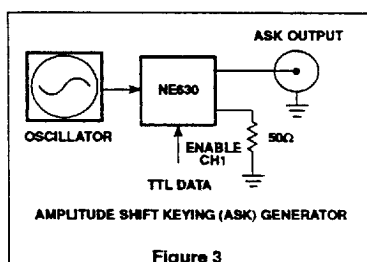 ASK OUTPUT
NE630
OSCILLATOR
50Ω
ENABLE
CH1
TTL DATA
AMPLITUDE SHIFT KEYING (ASK) GENERATOR
Figure 3